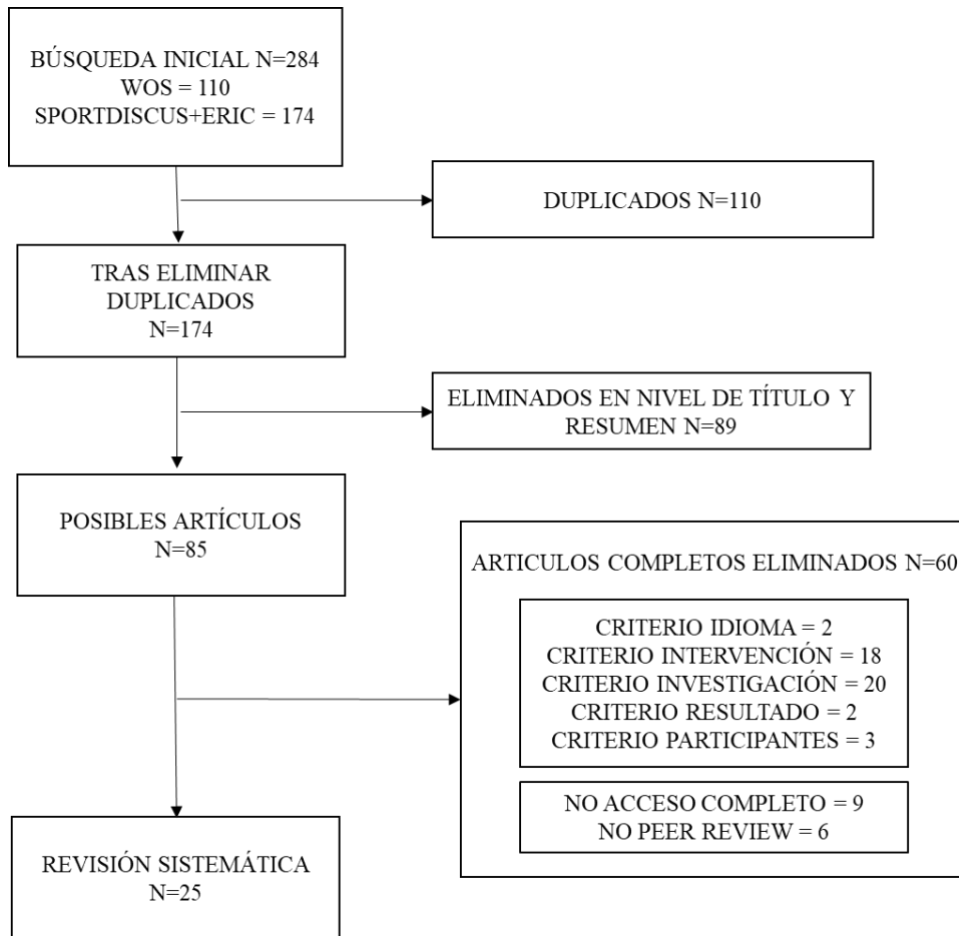 BÚSQUEDA INICIAL N=284
WOS = 110
SPORTDISCUS+ERIC = 174
DUPLICADOS N=110
TRAS ELIMINAR
DUPLICADOS
N=174
ELIMINADOS EN NIVEL DE TÍTULO Y
RESUMEN N=89
POSIBLES ARTÍCULOS
N=85
ARTICULOS COMPLETOS ELIMINADOS N=60
CRITERIO IDIOMA = 2
CRITERIO INTERVENCIÓN = 18
CRITERIO INVESTIGACIÓN = 20
CRITERIO RESULTADO = 2
CRITERIO PARTICIPANTES = 3
NO ACCESO COMPLETO = 9
NO PEER REVIEW = 6
REVISIÓN SISTEMÁTICA
N=25